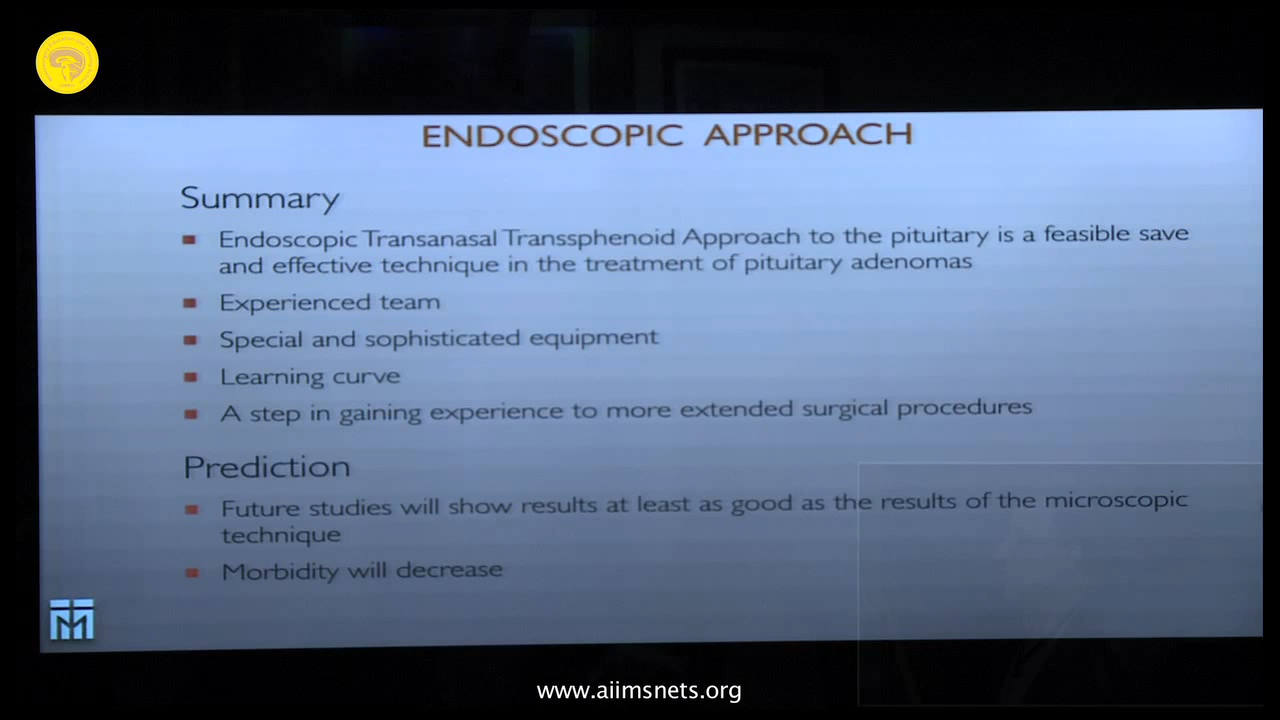 ENDOSCOPIC APPROACH
Summary
Endoscopic Transanasal Transsphenoid Approach to the pituitary is a feasible save
and effective technique in the treatment of pituitary adenomas
Experienced team
Special and sophisticated equipment
Learning curve
A step in gaining experience to more extended surgical procedures
Prediction
Future studies will show results at least as good as the results of the microscopic
technique
Morbidity will decrease
www.aiimsnets.org